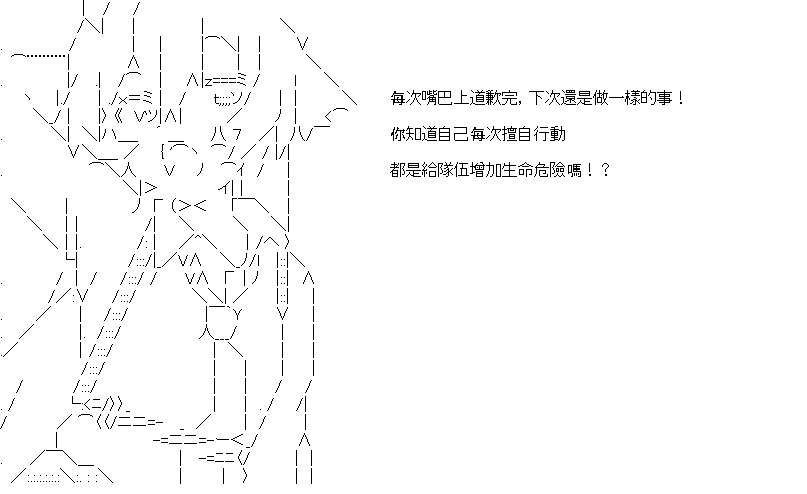 每次嘴巴上道歉完，下次還是做一樣的事！
你知道自己每次擅自行動
都是給隊伍增加生命危險嗎！？